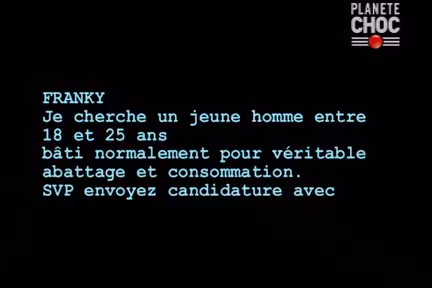 PLANETE
CHOC
FRANKY
Je cherche un jeune homme entre
18 et 25 ans
bâti normalement pour véritable
abattage et consommation.
SVP envoyez candidature avec